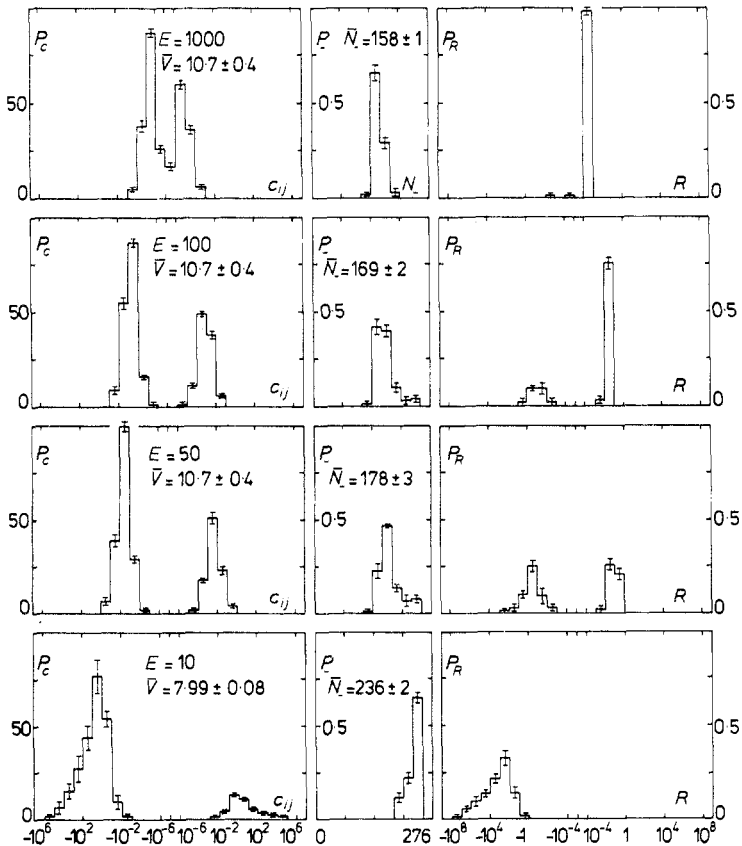 P_c E = 1000 V̄ = 10·7 ± 0·4 50 0 c_ij
P_- N̄_- = 158 ± 1 0·5 N_-
P_R 0·5 0 R
P_c E = 100 V̄ = 10·7 ± 0·4 50 0 c_ij
P_- N̄_- = 169 ± 2 0·5
P_R 0·5 0 R
P_c E = 50 V̄ = 10·7 ± 0·4 50 0 c_ij
P_- N̄_- = 178 ± 3 0·5
P_R 0·5 0 R
P_c E = 10 V̄ = 7·99 ± 0·08 50 0 c_ij
P_- N̄_- = 236 ± 2 0·5
P_R 0·5 0 R
-10^6 -10^2 -10^-2 -10^-6 10^-6 10^-2 10^2 10^6
0 276
-10^8 -10^4 -1 -10^-4 10^-4 1 10^4 10^8